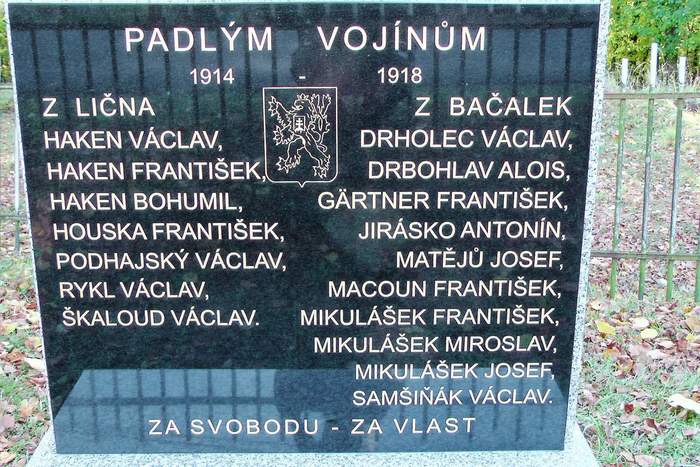 PADLÝM VOJÍNŮM
1914 - 1918
Z LIČNA
HAKEN VÁCLAV,
HAKEN FRANTIŠEK,
HAKEN BOHUMIL,
HOUSKA FRANTIŠEK,
PODHAJSKÝ VÁCLAV,
RYKL VÁCLAV,
ŠKALOUD VÁCLAV.
Z BAČALEK
DRHOLEC VÁCLAV,
DRBOHLAV ALOIS,
GÄRTNER FRANTIŠEK,
JIRÁSKO ANTONÍN,
MATĚJŮ JOSEF,
MACOUN FRANTIŠEK,
MIKULÁŠEK FRANTIŠEK,
MIKULÁŠEK MIROSLAV,
MIKULÁŠEK JOSEF,
SAMŠIŇÁK VÁCLAV.
ZA SVOBODU - ZA VLAST